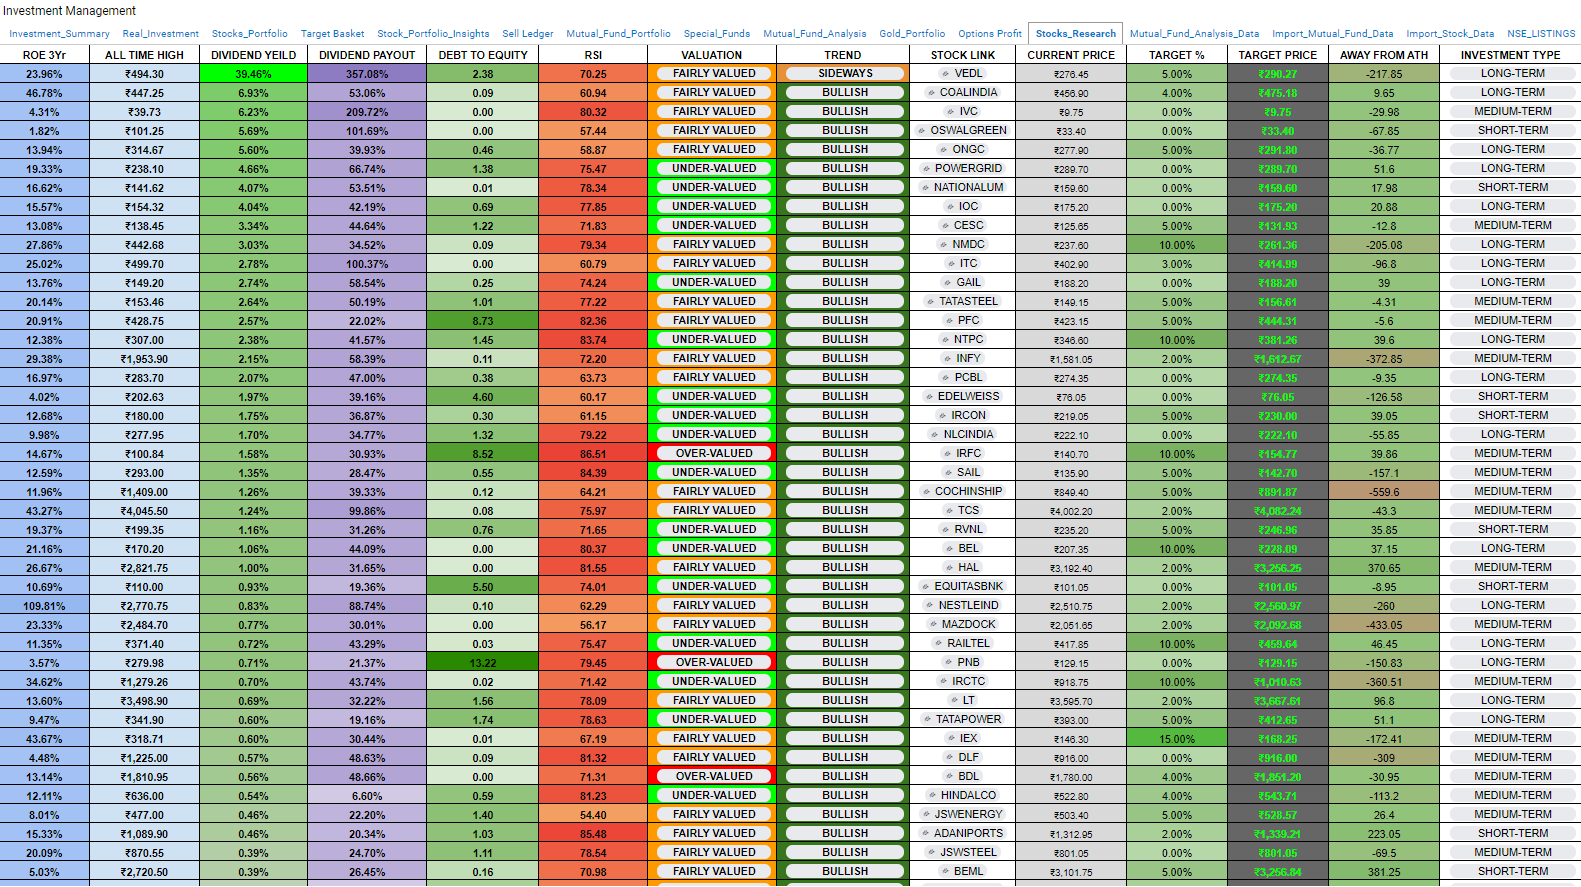 Investment Management
Investment_Summary Real_Investment Stocks_Portfolio Target Basket Stock_Portfolio_Insights Sell Ledger Mutual_Fund_Portfolio Special_Funds Mutual_Fund_Analysis Gold_Portfolio Options Profit Stocks_Research Mutual_Fund_Analysis_Data Import_Mutual_Fund_Data Import_Stock_Data NSE_LISTINGS
ROE 3Yr ALL TIME HIGH DIVIDEND YEILD DIVIDEND PAYOUT DEBT TO EQUITY RSI VALUATION TREND STOCK LINK CURRENT PRICE TARGET % TARGET PRICE AWAY FROM ATH INVESTMENT TYPE
23.96% ₹494.30 39.46% 357.08% 2.38 70.25 FAIRLY VALUED SIDEWAYS VEDL ₹276.45 5.00% ₹290.27 -217.85 LONG-TERM
46.78% ₹447.25 6.93% 53.06% 0.09 60.94 FAIRLY VALUED BULLISH COALINDIA ₹456.90 4.00% ₹475.18 9.65 LONG-TERM
4.31% ₹39.73 6.23% 209.72% 0.00 80.32 FAIRLY VALUED BULLISH IVC ₹9.75 0.00% ₹9.75 -29.98 MEDIUM-TERM
1.82% ₹101.25 5.69% 101.69% 0.00 57.44 FAIRLY VALUED BULLISH OSWALGREEN ₹33.40 0.00% ₹33.40 -67.85 SHORT-TERM
13.94% ₹314.67 5.60% 39.93% 0.46 58.87 FAIRLY VALUED BULLISH ONGC ₹277.90 5.00% ₹291.80 -36.77 LONG-TERM
19.33% ₹238.10 4.66% 66.74% 1.38 75.47 UNDER-VALUED BULLISH POWERGRID ₹289.70 0.00% ₹289.70 51.6 LONG-TERM
16.62% ₹141.62 4.07% 53.51% 0.01 78.34 UNDER-VALUED BULLISH NATIONALUM ₹159.60 0.00% ₹159.60 17.98 SHORT-TERM
15.57% ₹154.32 4.04% 42.19% 0.69 77.85 UNDER-VALUED BULLISH IOC ₹175.20 0.00% ₹175.20 20.88 LONG-TERM
13.08% ₹138.45 3.34% 44.64% 1.22 71.83 UNDER-VALUED BULLISH CESC ₹125.65 5.00% ₹131.93 -12.8 MEDIUM-TERM
27.86% ₹442.68 3.03% 34.52% 0.09 79.34 FAIRLY VALUED BULLISH NMDC ₹237.60 10.00% ₹261.36 -205.08 LONG-TERM
25.02% ₹499.70 2.78% 100.37% 0.00 60.79 FAIRLY VALUED BULLISH ITC ₹402.90 3.00% ₹414.99 -96.8 LONG-TERM
13.76% ₹149.20 2.74% 58.54% 0.25 74.24 UNDER-VALUED BULLISH GAIL ₹188.20 0.00% ₹188.20 39 LONG-TERM
20.14% ₹153.46 2.64% 50.19% 1.01 77.22 FAIRLY VALUED BULLISH TATASTEEL ₹149.15 5.00% ₹156.61 -4.31 MEDIUM-TERM
20.91% ₹428.75 2.57% 22.02% 8.73 82.36 FAIRLY VALUED BULLISH PFC ₹423.15 5.00% ₹444.31 -5.6 MEDIUM-TERM
12.38% ₹307.00 2.38% 41.57% 1.45 83.74 UNDER-VALUED BULLISH NTPC ₹346.60 10.00% ₹381.26 39.6 LONG-TERM
29.38% ₹1,953.90 2.15% 58.39% 0.11 72.20 FAIRLY VALUED BULLISH INFY ₹1,581.05 2.00% ₹1,612.67 -372.85 MEDIUM-TERM
16.97% ₹283.70 2.07% 47.00% 0.38 63.73 FAIRLY VALUED BULLISH PCBL ₹274.35 0.00% ₹274.35 -9.35 LONG-TERM
4.02% ₹202.63 1.97% 39.16% 4.60 60.17 UNDER-VALUED BULLISH EDELWEISS ₹76.05 0.00% ₹76.05 -126.58 SHORT-TERM
12.68% ₹180.00 1.75% 36.87% 0.30 61.15 UNDER-VALUED BULLISH IRCON ₹219.05 5.00% ₹230.00 39.05 SHORT-TERM
9.98% ₹277.95 1.70% 34.77% 1.32 79.22 UNDER-VALUED BULLISH NLCINDIA ₹222.10 0.00% ₹222.10 -55.85 LONG-TERM
14.67% ₹100.84 1.58% 30.93% 8.52 86.51 OVER-VALUED BULLISH IRFC ₹140.70 10.00% ₹154.77 39.86 MEDIUM-TERM
12.59% ₹293.00 1.35% 28.47% 0.55 84.39 UNDER-VALUED BULLISH SAIL ₹135.90 5.00% ₹142.70 -157.1 MEDIUM-TERM
11.96% ₹1,409.00 1.26% 39.33% 0.12 64.21 FAIRLY VALUED BULLISH COCHINSHIP ₹849.40 5.00% ₹891.87 -559.6 MEDIUM-TERM
43.27% ₹4,045.50 1.24% 99.86% 0.08 75.97 FAIRLY VALUED BULLISH TCS ₹4,002.20 2.00% ₹4,082.24 -43.3 MEDIUM-TERM
19.37% ₹199.35 1.16% 31.26% 0.76 71.65 UNDER-VALUED BULLISH RVNL ₹235.20 5.00% ₹246.96 35.85 SHORT-TERM
21.16% ₹170.20 1.06% 44.09% 0.00 80.37 UNDER-VALUED BULLISH BEL ₹207.35 10.00% ₹228.09 37.15 LONG-TERM
26.67% ₹2,821.75 1.00% 31.65% 0.00 81.55 FAIRLY VALUED BULLISH HAL ₹3,192.40 2.00% ₹3,256.25 370.65 MEDIUM-TERM
10.69% ₹110.00 0.93% 19.36% 5.50 74.01 UNDER-VALUED BULLISH EQUITASBNK ₹101.05 0.00% ₹101.05 -8.95 SHORT-TERM
109.81% ₹2,770.75 0.83% 88.74% 0.10 62.29 FAIRLY VALUED BULLISH NESTLEIND ₹2,510.75 2.00% ₹2,560.97 -260 LONG-TERM
23.33% ₹2,484.70 0.77% 30.01% 0.00 56.17 FAIRLY VALUED BULLISH MAZDOCK ₹2,051.65 2.00% ₹2,092.68 -433.05 MEDIUM-TERM
11.35% ₹371.40 0.72% 43.29% 0.03 75.47 UNDER-VALUED BULLISH RAILTEL ₹417.85 10.00% ₹459.64 46.45 LONG-TERM
3.57% ₹279.98 0.71% 21.37% 13.22 79.45 OVER-VALUED BULLISH PNB ₹129.15 0.00% ₹129.15 -150.83 LONG-TERM
34.62% ₹1,279.26 0.70% 43.74% 0.02 71.42 UNDER-VALUED BULLISH IRCTC ₹918.75 10.00% ₹1,010.63 -360.51 MEDIUM-TERM
13.60% ₹3,498.90 0.69% 32.22% 1.56 78.09 FAIRLY VALUED BULLISH LT ₹3,595.70 2.00% ₹3,667.61 96.8 LONG-TERM
9.47% ₹341.90 0.60% 19.16% 1.74 78.63 UNDER-VALUED BULLISH TATAPOWER ₹393.00 5.00% ₹412.65 51.1 LONG-TERM
43.67% ₹318.71 0.60% 30.44% 0.01 67.19 FAIRLY VALUED BULLISH IEX ₹146.30 15.00% ₹168.25 -172.41 MEDIUM-TERM
4.48% ₹1,225.00 0.57% 48.63% 0.09 81.32 FAIRLY VALUED BULLISH DLF ₹916.00 0.00% ₹916.00 -309 MEDIUM-TERM
13.14% ₹1,810.95 0.56% 48.66% 0.00 71.31 OVER-VALUED BULLISH BDL ₹1,780.00 4.00% ₹1,851.20 -30.95 MEDIUM-TERM
12.11% ₹636.00 0.54% 6.60% 0.59 81.23 UNDER-VALUED BULLISH HINDALCO ₹522.80 4.00% ₹543.71 -113.2 MEDIUM-TERM
8.01% ₹477.00 0.46% 22.20% 1.40 54.40 FAIRLY VALUED BULLISH JSWENERGY ₹503.40 5.00% ₹528.57 26.4 MEDIUM-TERM
15.33% ₹1,089.90 0.46% 20.34% 1.03 85.48 FAIRLY VALUED BULLISH ADANIPORTS ₹1,312.95 2.00% ₹1,339.21 223.05 SHORT-TERM
20.09% ₹870.55 0.39% 24.70% 1.11 78.54 FAIRLY VALUED BULLISH JSWSTEEL ₹801.05 0.00% ₹801.05 -69.5 MEDIUM-TERM
5.03% ₹2,720.50 0.39% 26.45% 0.16 70.98 FAIRLY VALUED BULLISH BEML ₹3,101.75 5.00% ₹3,256.84 381.25 SHORT-TERM